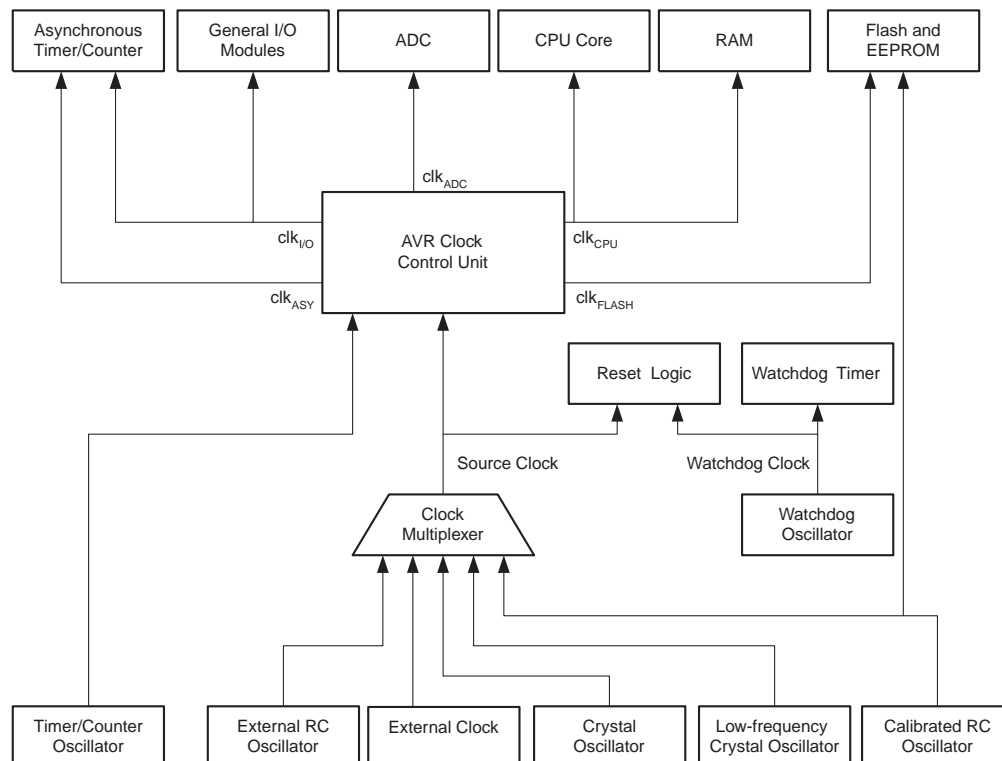 Asynchronous
Timer/Counter
General I/O
Modules
ADC
CPU Core
RAM
Flash and
EEPROM
clkADC
clkI/O
AVR Clock
Control Unit
clkCPU
clkASY
clkFLASH
Reset Logic
Watchdog Timer
Source Clock
Watchdog Clock
Clock
Multiplexer
Watchdog
Oscillator
Timer/Counter
Oscillator
External RC
Oscillator
External Clock
Crystal
Oscillator
Low-frequency
Crystal Oscillator
Calibrated RC
Oscillator